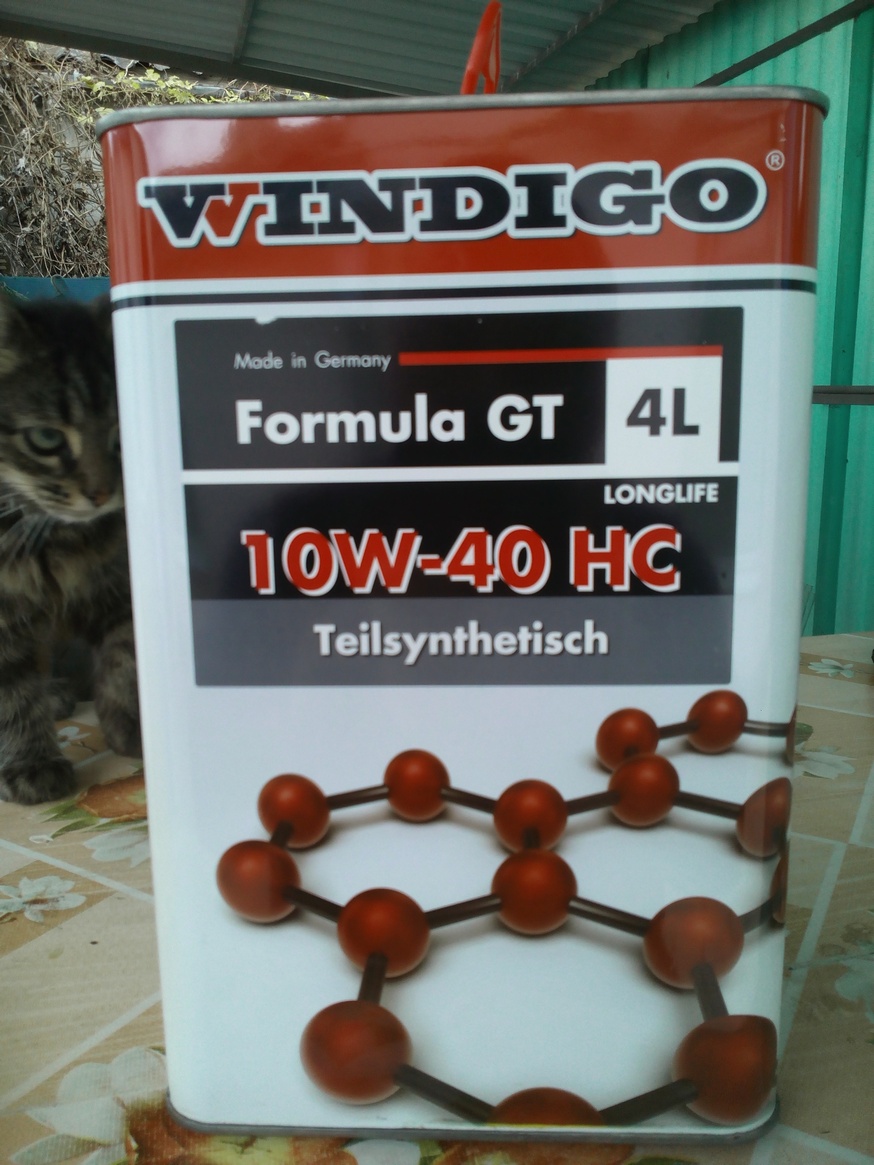 WINDIGO®
Made in Germany
Formula GT
4L
LONGLIFE
10W-40 HC
Teilsynthetisch